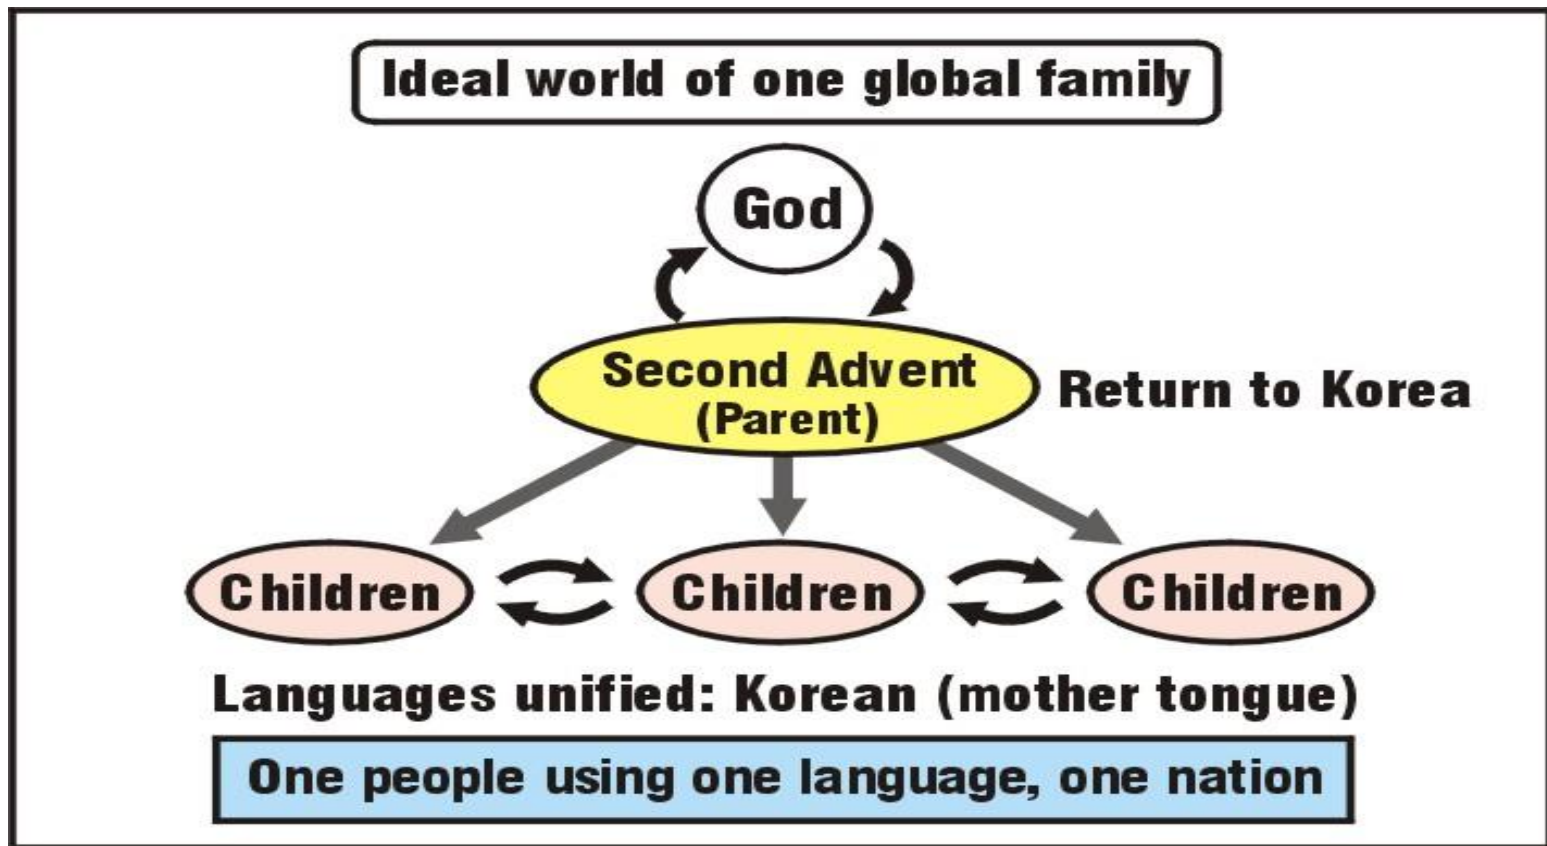 Ideal world of one global family
God
Second Advent
(Parent)
Return to Korea
Children
Children
Children
Languages unified: Korean (mother tongue)
One people using one language, one nation